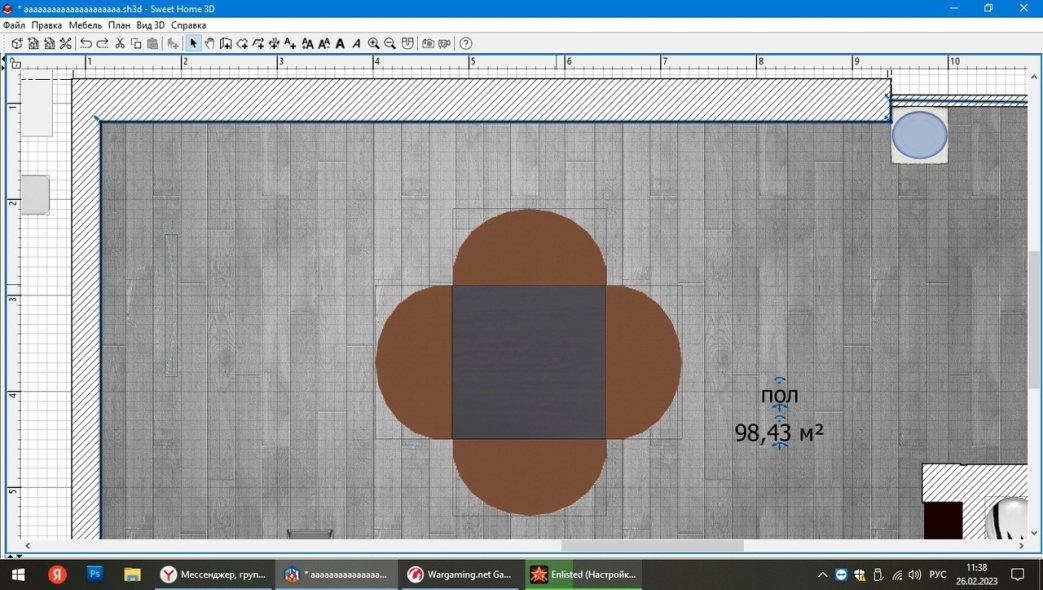 * aaaaaaaaaaaaaaaaaaaaa.sh3d - Sweet Home 3D
Файл Правка Мебель План Вид 3D Справка
1 2 3 4 5 6 7 8 9 10
1
2
3
4
5
пол
98,43 м²
Мессенджер, груп...
* aaaaaaaaaaaaaaa...
Wargaming.net Ga...
Enlisted (Настройк...
РУС
11:38
26.02.2023